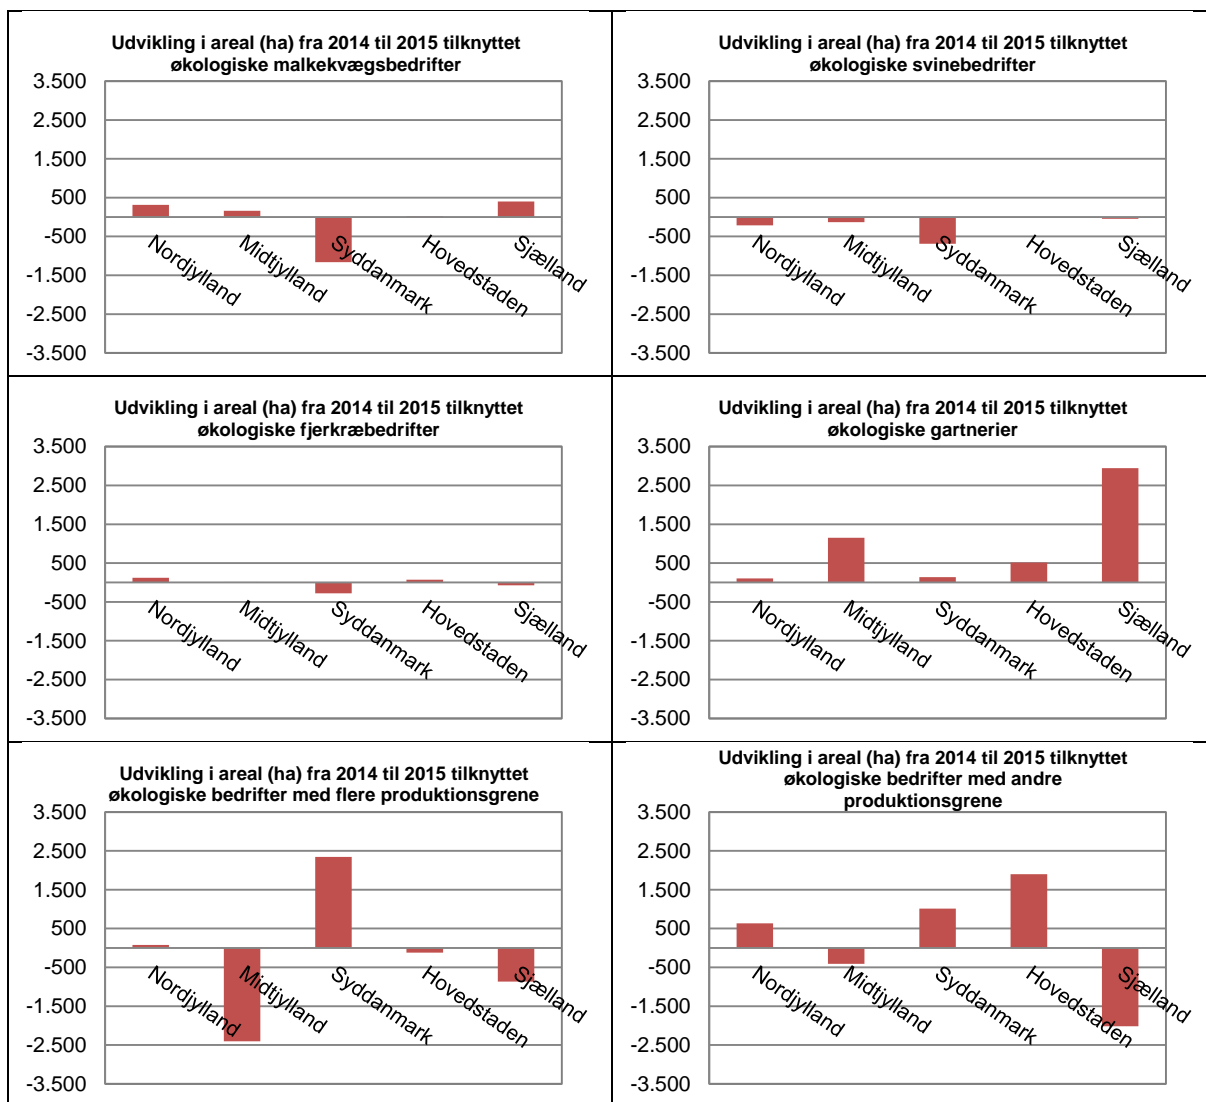 Udvikling i areal (ha) fra 2014 til 2015 tilknyttet
økologiske malkekvægsbedrifter
3.500
2.500
1.500
500
-500
-1.500
-2.500
-3.500
Nordjylland
Midtjylland
Syddanmark
Hovedstaden
Sjælland
Udvikling i areal (ha) fra 2014 til 2015 tilknyttet
økologiske svinebedrifter
3.500
2.500
1.500
500
-500
-1.500
-2.500
-3.500
Nordjylland
Midtjylland
Syddanmark
Hovedstaden
Sjælland
Udvikling i areal (ha) fra 2014 til 2015 tilknyttet
økologiske fjerkræbedrifter
3.500
2.500
1.500
500
-500
-1.500
-2.500
-3.500
Nordjylland
Midtjylland
Syddanmark
Hovedstaden
Sjælland
Udvikling i areal (ha) fra 2014 til 2015 tilknyttet
økologiske gartnerier
3.500
2.500
1.500
500
-500
-1.500
-2.500
-3.500
Nordjylland
Midtjylland
Syddanmark
Hovedstaden
Sjælland
Udvikling i areal (ha) fra 2014 til 2015 tilknyttet
økologiske bedrifter med flere produktionsgrene
3.500
2.500
1.500
500
-500
-1.500
-2.500
-3.500
Nordjylland
Midtjylland
Syddanmark
Hovedstaden
Sjælland
Udvikling i areal (ha) fra 2014 til 2015 tilknyttet
økologiske bedrifter med andre
produktionsgrene
3.500
2.500
1.500
500
-500
-1.500
-2.500
-3.500
Nordjylland
Midtjylland
Syddanmark
Hovedstaden
Sjælland